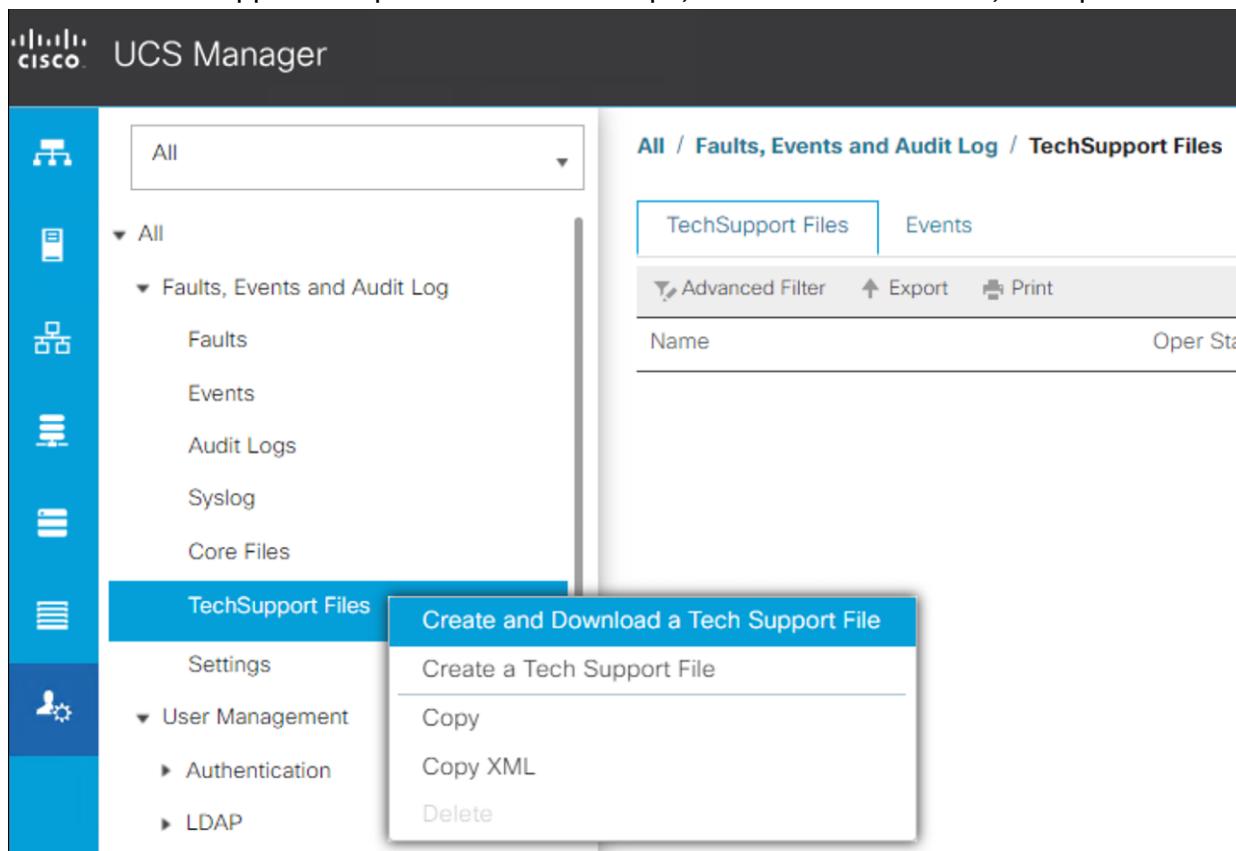 CISCO
UCS Manager
All
All
Faults, Events and Audit Log
Faults
Events
Audit Logs
Syslog
Core Files
TechSupport Files
Settings
User Management
Authentication
LDAP
Create and Download a Tech Support File
Create a Tech Support File
Copy
Copy XML
Delete
All / Faults, Events and Audit Log / TechSupport Files
TechSupport Files Events
Advanced Filter Export Print
Name Oper Sta